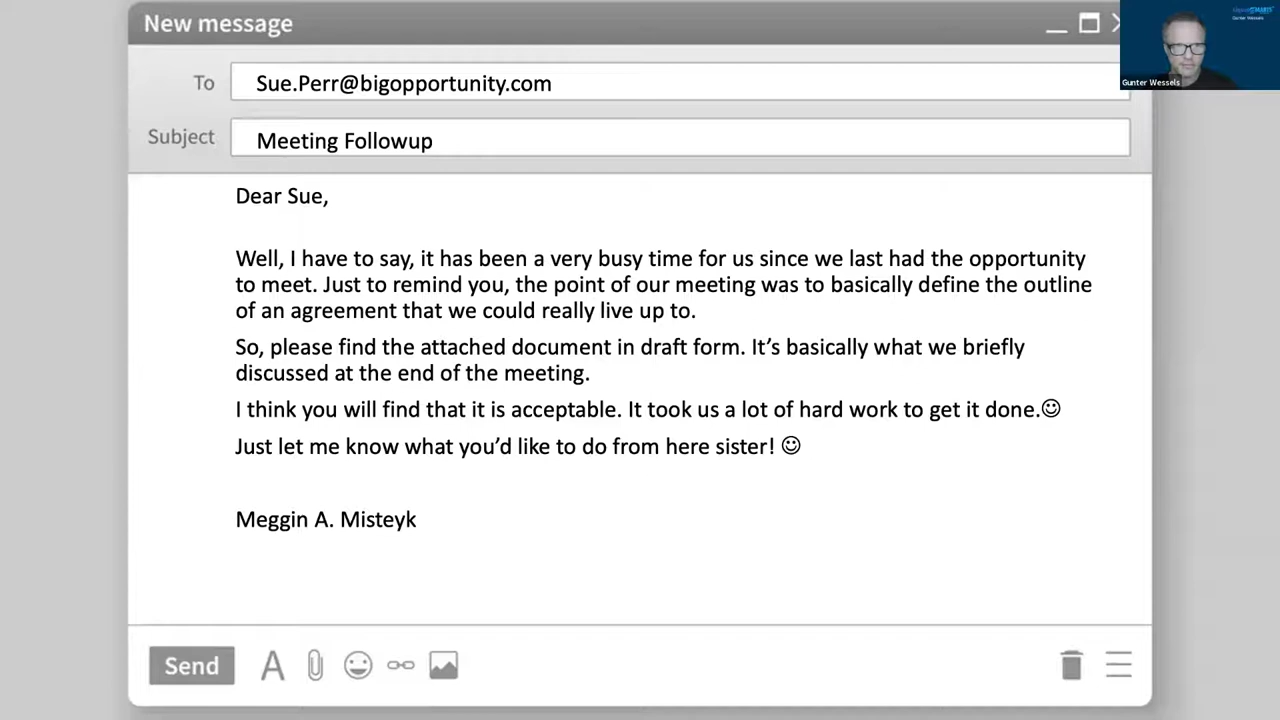 New message
Gunter Wessels
Gunter Wessels
To
Sue.Perr@bigopportunity.com
Subject
Meeting Followup
Dear Sue,
Well, I have to say, it has been a very busy time for us since we last had the opportunity
to meet. Just to remind you, the point of our meeting was to basically define the outline
of an agreement that we could really live up to.
So, please find the attached document in draft form. It’s basically what we briefly
discussed at the end of the meeting.
I think you will find that it is acceptable. It took us a lot of hard work to get it done.☺
Just let me know what you’d like to do from here sister! ☺
Meggin A. Misteyk
Send